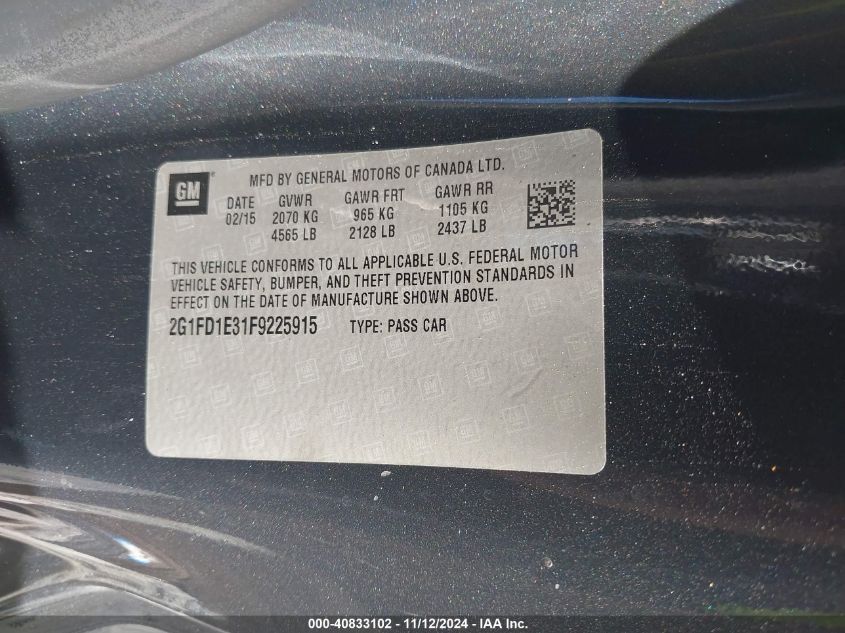 GM
MFD BY GENERAL MOTORS OF CANADA LTD.
DATE GVWR GAWR FRT GAWR RR
02/15 2070 KG 965 KG 1105 KG
4565 LB 2128 LB 2437 LB
THIS VEHICLE CONFORMS TO ALL APPLICABLE U.S. FEDERAL MOTOR
VEHICLE SAFETY, BUMPER, AND THEFT PREVENTION STANDARDS IN
EFFECT ON THE DATE OF MANUFACTURE SHOWN ABOVE.
2G1FD1E31F9225915 TYPE: PASS CAR
000-40833102 - 11/12/2024 - IAA Inc.